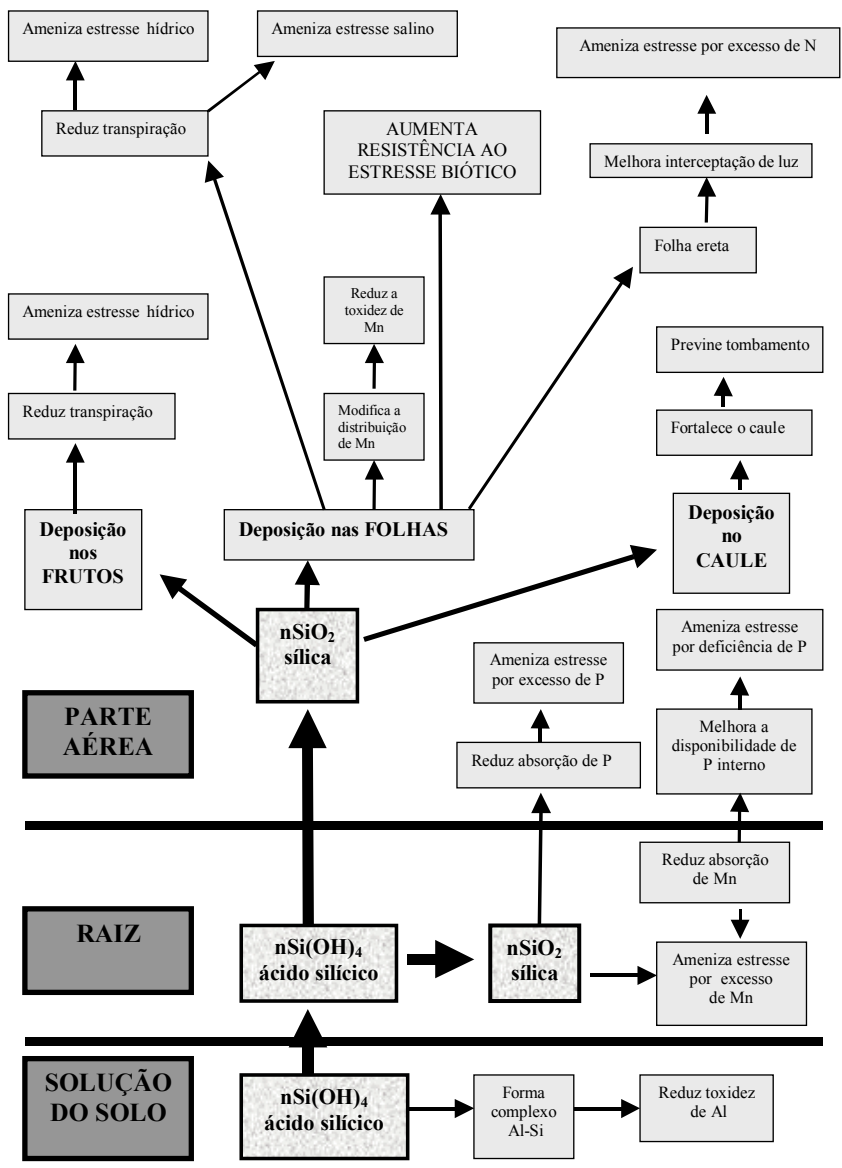 Ameniza estresse hídrico
Ameniza estresse salino
Ameniza estresse por excesso de N
Reduz transpiração
AUMENTA
RESISTÊNCIA AO
ESTRESSE BIÓTICO
Melhora interceptação de luz
Folha ereta
Ameniza estresse hídrico
Reduz a
toxidez de
Mn
Previne tombamento
Reduz transpiração
Modifica a
distribuição
de Mn
Fortalece o caule
Deposição
nos
FRUTOS
Deposição nas FOLHAS
Deposição
no
CAULE
nSiO₂
sílica
Ameniza estresse
por excesso de P
Ameniza estresse
por deficiência de P
PARTE
AÉREA
Reduz absorção de P
Melhora a
disponibilidade de
P interno
Reduz absorção
de Mn
RAIZ
nSi(OH)₄
ácido silícico
nSiO₂
sílica
Ameniza estresse
por excesso
de Mn
SOLUÇÃO
DO SOLO
nSi(OH)₄
ácido silícico
Forma
complexo
Al-Si
Reduz toxidez
de Al